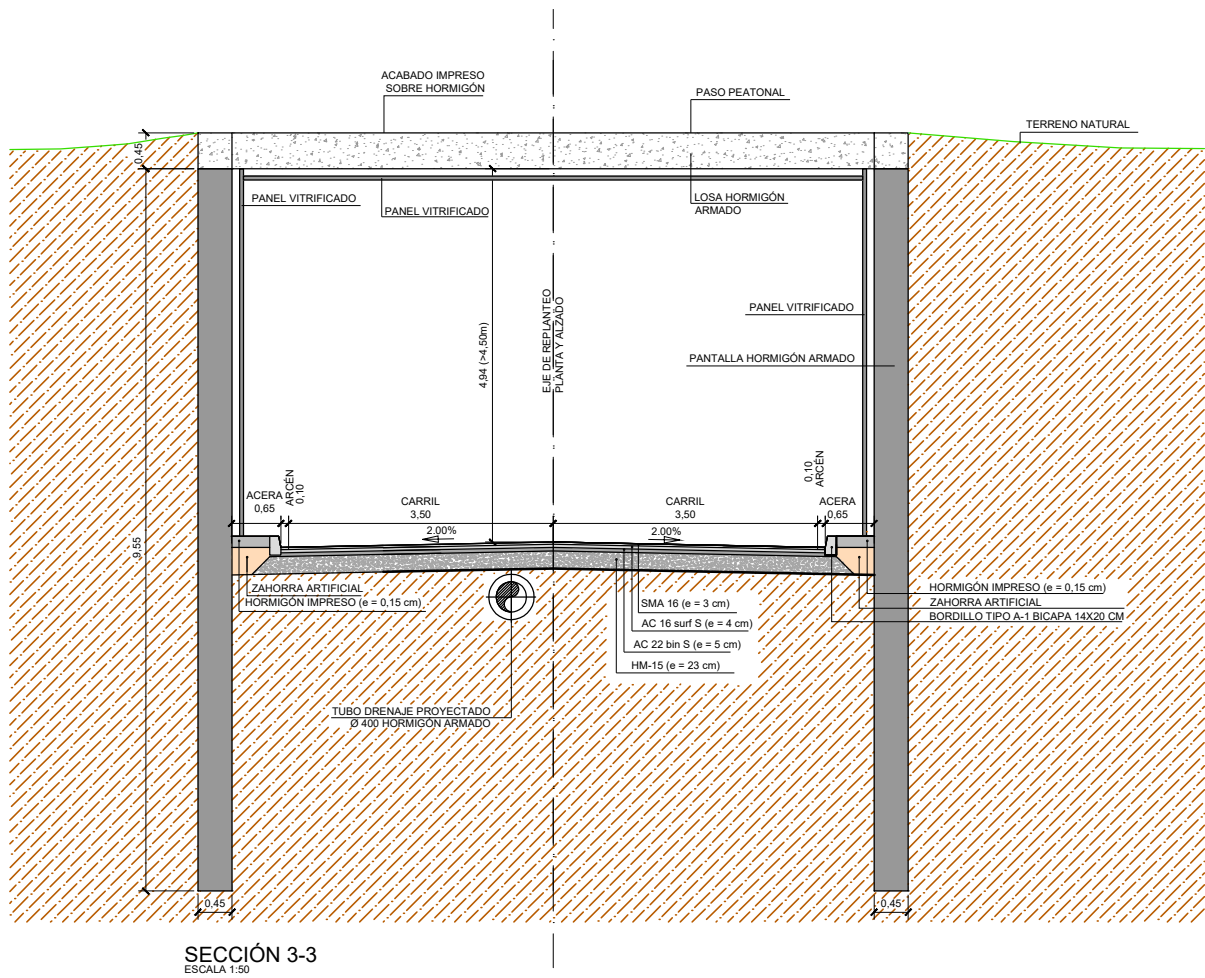 ACABADO IMPRESO
SOBRE HORMIGÓN
PASO PEATONAL
TERRENO NATURAL
0,45
PANEL VITRIFICADO
PANEL VITRIFICADO
LOSA HORMIGÓN
ARMADO
EJE DE REPLANTEO
PLANTA Y ALZADO
4,94 (>4,50m)
PANEL VITRIFICADO
PANTALLA HORMIGÓN ARMADO
9,55
ACERA
0,65
ARCÉN
0,10
CARRIL
3,50
CARRIL
3,50
0,10
ARCÉN
ACERA
0,65
2.00%
2.00%
ZAHORRA ARTIFICIAL
HORMIGÓN IMPRESO (e = 0,15 cm)
HORMIGÓN IMPRESO (e = 0,15 cm)
ZAHORRA ARTIFICIAL
BORDILLO TIPO A-1 BICAPA 14X20 CM
SMA 16 (e = 3 cm)
AC 16 surf S (e = 4 cm)
AC 22 bin S (e = 5 cm)
HM-15 (e = 23 cm)
TUBO DRENAJE PROYECTADO
Ø 400 HORMIGÓN ARMADO
0,45
0,45
SECCIÓN 3-3
ESCALA 1:50